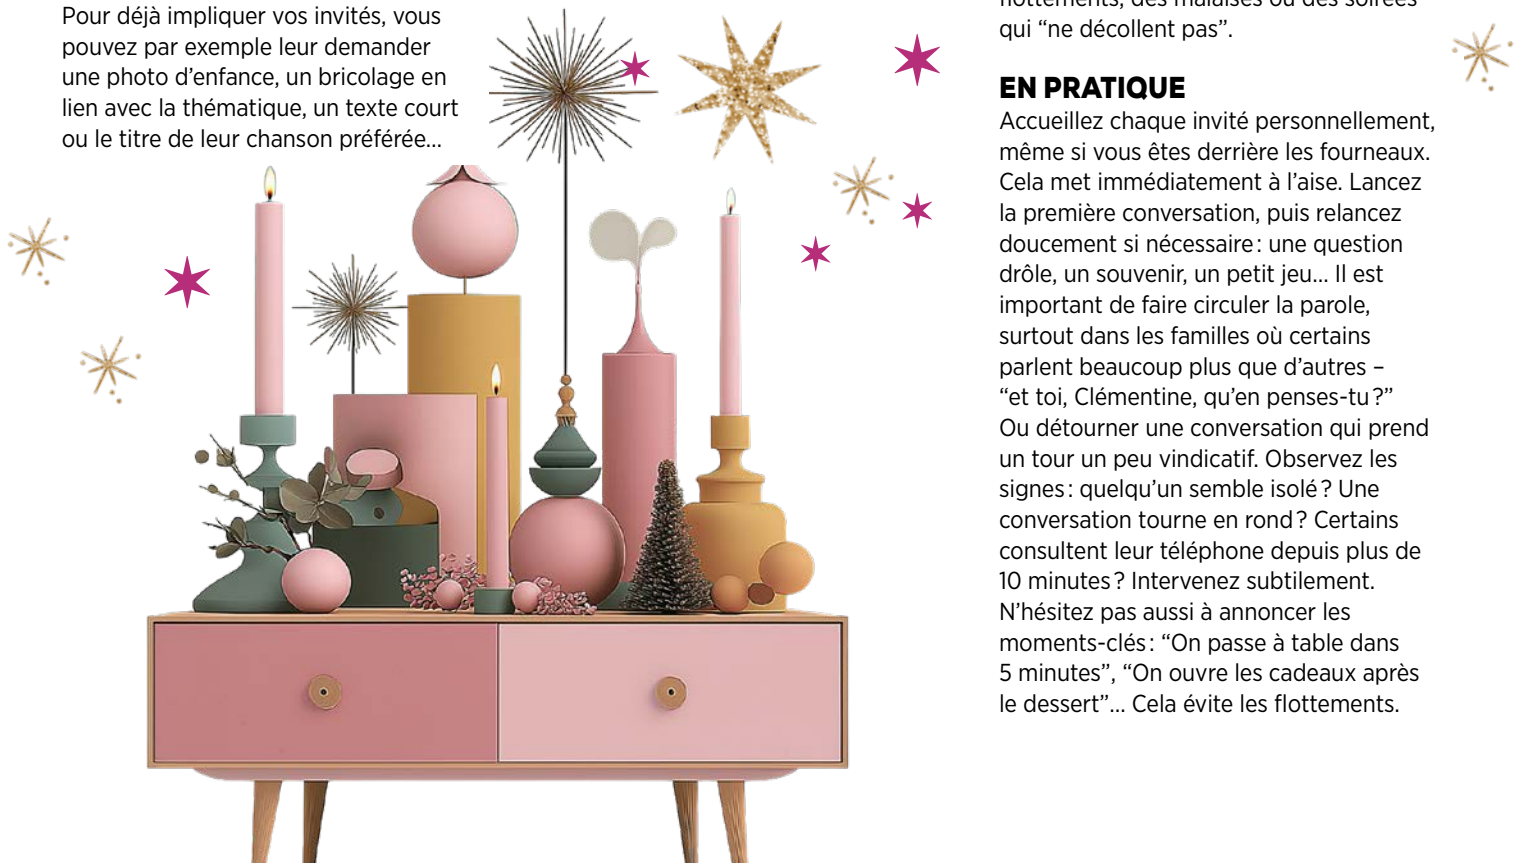 Pour déjà impliquer vos invités, vous
pouvez par exemple leur demander
une photo d’enfance, un bricolage en
lien avec la thématique, un texte court
ou le titre de leur chanson préférée...
flottements, des malaises ou des soirées
qui “ne décollent pas”.
EN PRATIQUE
Accueillez chaque invité personnellement,
même si vous êtes derrière les fourneaux.
Cela met immédiatement à l’aise. Lancez
la première conversation, puis relancez
doucement si nécessaire : une question
drôle, un souvenir, un petit jeu... Il est
important de faire circuler la parole,
surtout dans les familles où certains
parlent beaucoup plus que d’autres –
“et toi, Clémentine, qu’en penses-tu ?”
Ou détourner une conversation qui prend
un tour un peu vindicatif. Observez les
signes : quelqu’un semble isolé ? Une
conversation tourne en rond ? Certains
consultent leur téléphone depuis plus de
10 minutes ? Intervenez subtilement.
N’hésitez pas aussi à annoncer les
moments-clés : “On passe à table dans
5 minutes”, “On ouvre les cadeaux après
le dessert”... Cela évite les flottements.